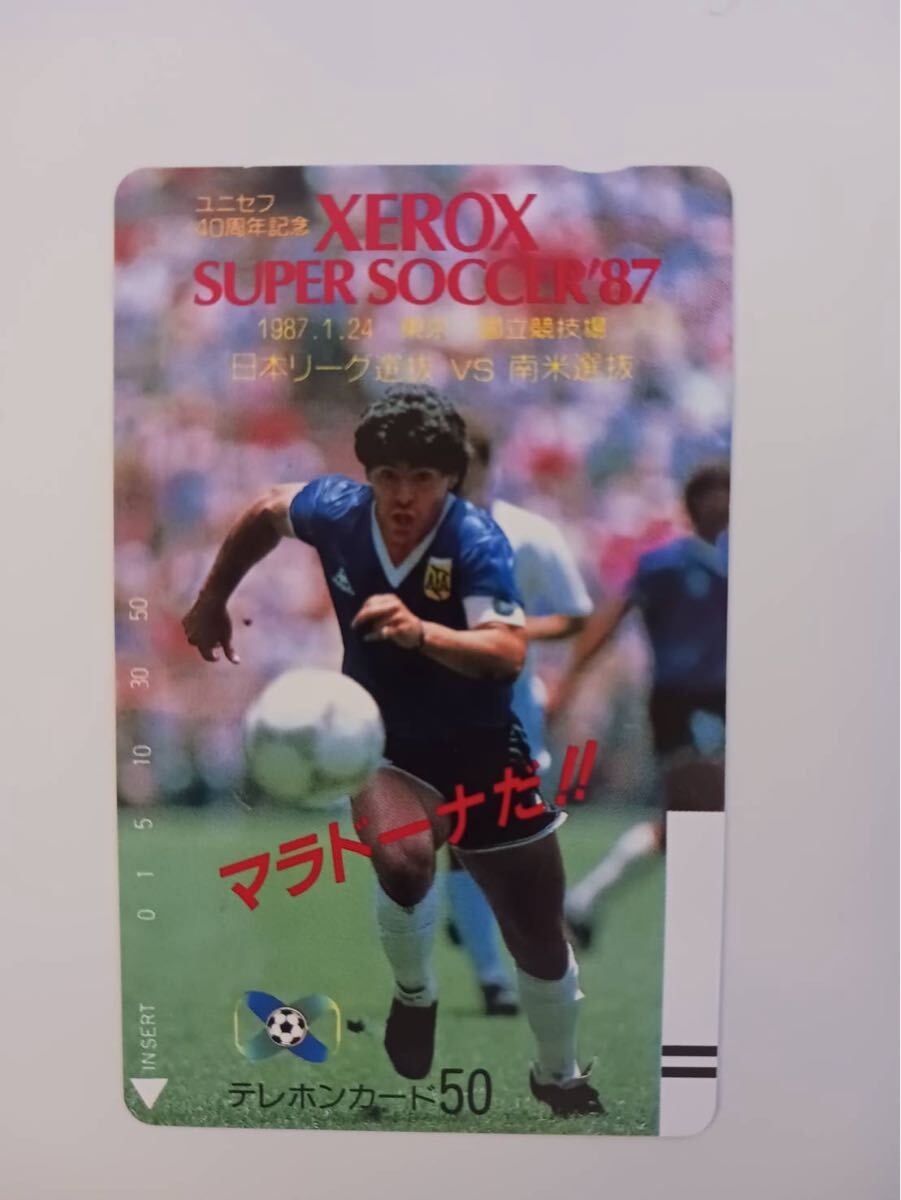 ユニセフ
40周年記念
XEROX
SUPER SOCCER'87
1987.1.24 東京 国立競技場
日本リーグ選抜 VS 南米選抜
マラドーナだ!!
50
30
10
5
1
0
INSERT
テレホンカード50